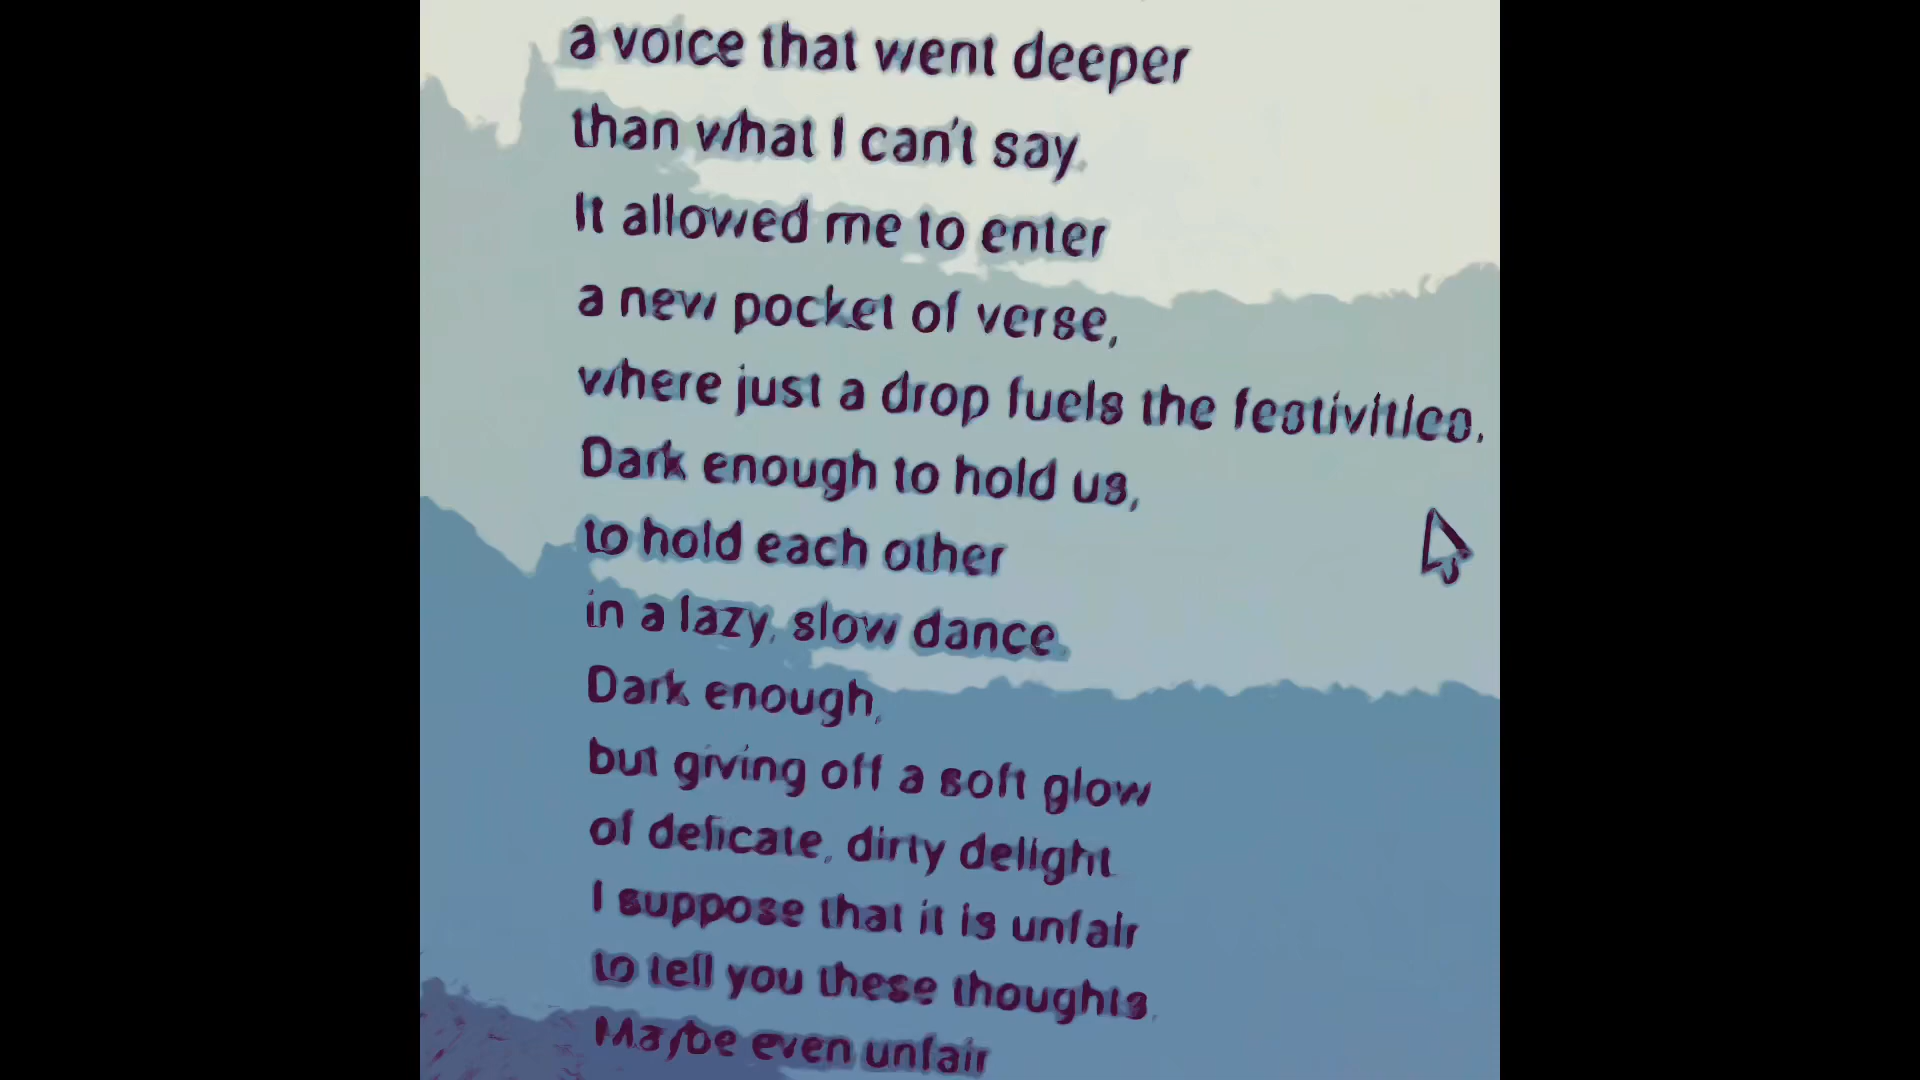 a voice that went deeper
than what I can't say.
It allowed me to enter
a new pocket of verse,
where just a drop fuels the festivities.
Dark enough to hold us,
to hold each other
in a lazy, slow dance.
Dark enough,
but giving off a soft glow
of delicate, dirty delight
I suppose that it is unfair
to tell you these thoughts.
Maybe even unfair